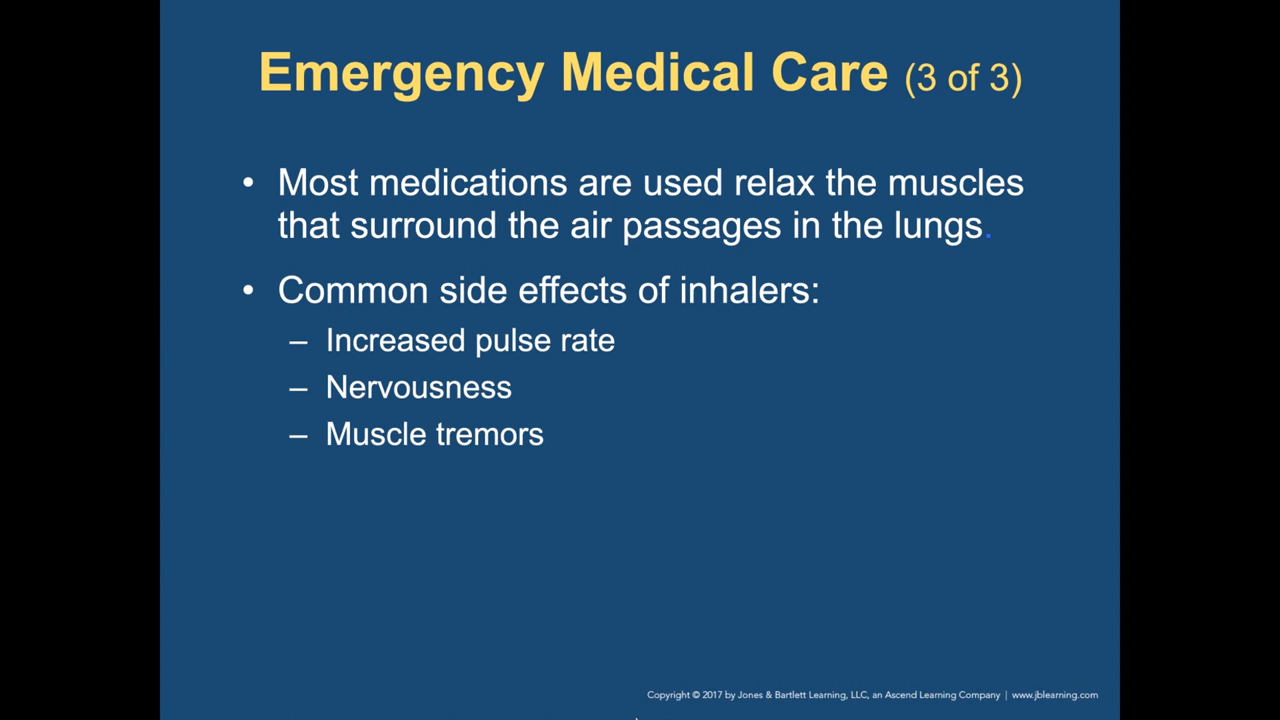 Emergency Medical Care (3 of 3)
• Most medications are used relax the muscles
that surround the air passages in the lungs.
• Common side effects of inhalers:
– Increased pulse rate
– Nervousness
– Muscle tremors
Copyright © 2017 by Jones & Bartlett Learning, LLC, an Ascend Learning Company | www.jblearning.com